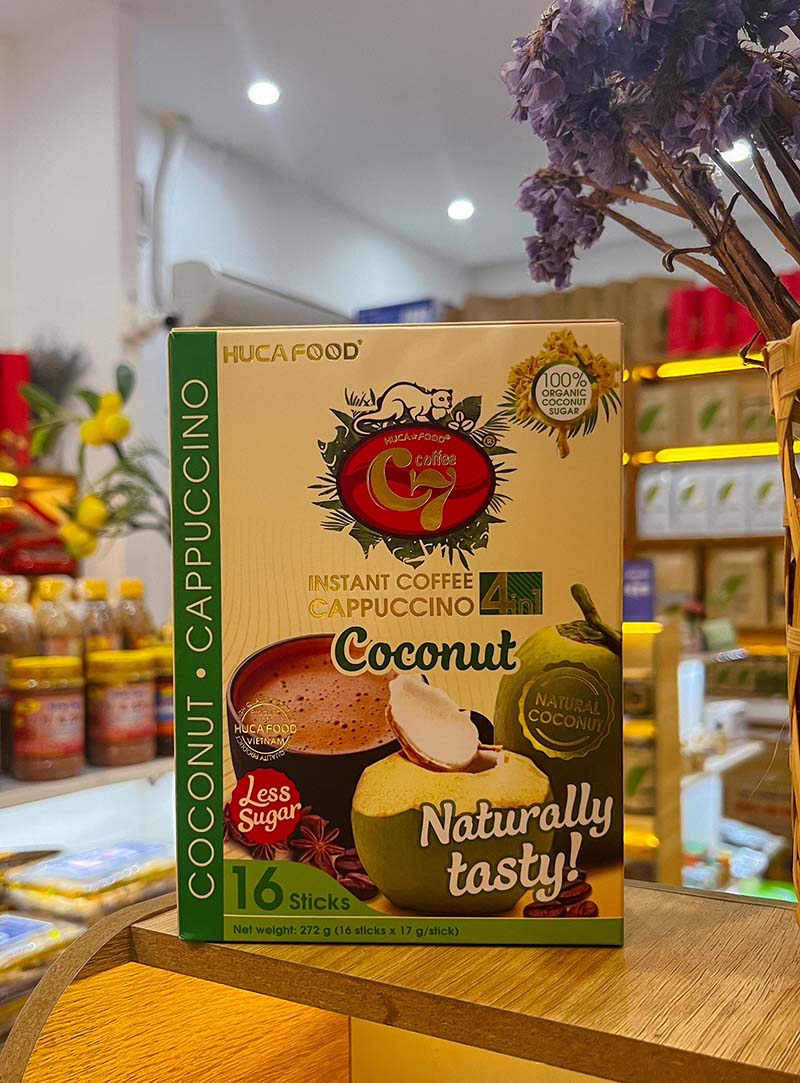 HUCAFOOD®
100%
ORGANIC
COCONUT
SUGAR
HUCA★FOOD®
coffee
C7
®
INSTANT COFFEE
CAPPUCCINO
4in1
Coconut
NATURAL
COCONUT
HUCAFOOD
VIETNAM
Less
Sugar
Naturally
tasty!
16 Sticks
Net weight: 272 g (16 sticks x 17 g/stick)
COCONUT • CAPPUCCINO